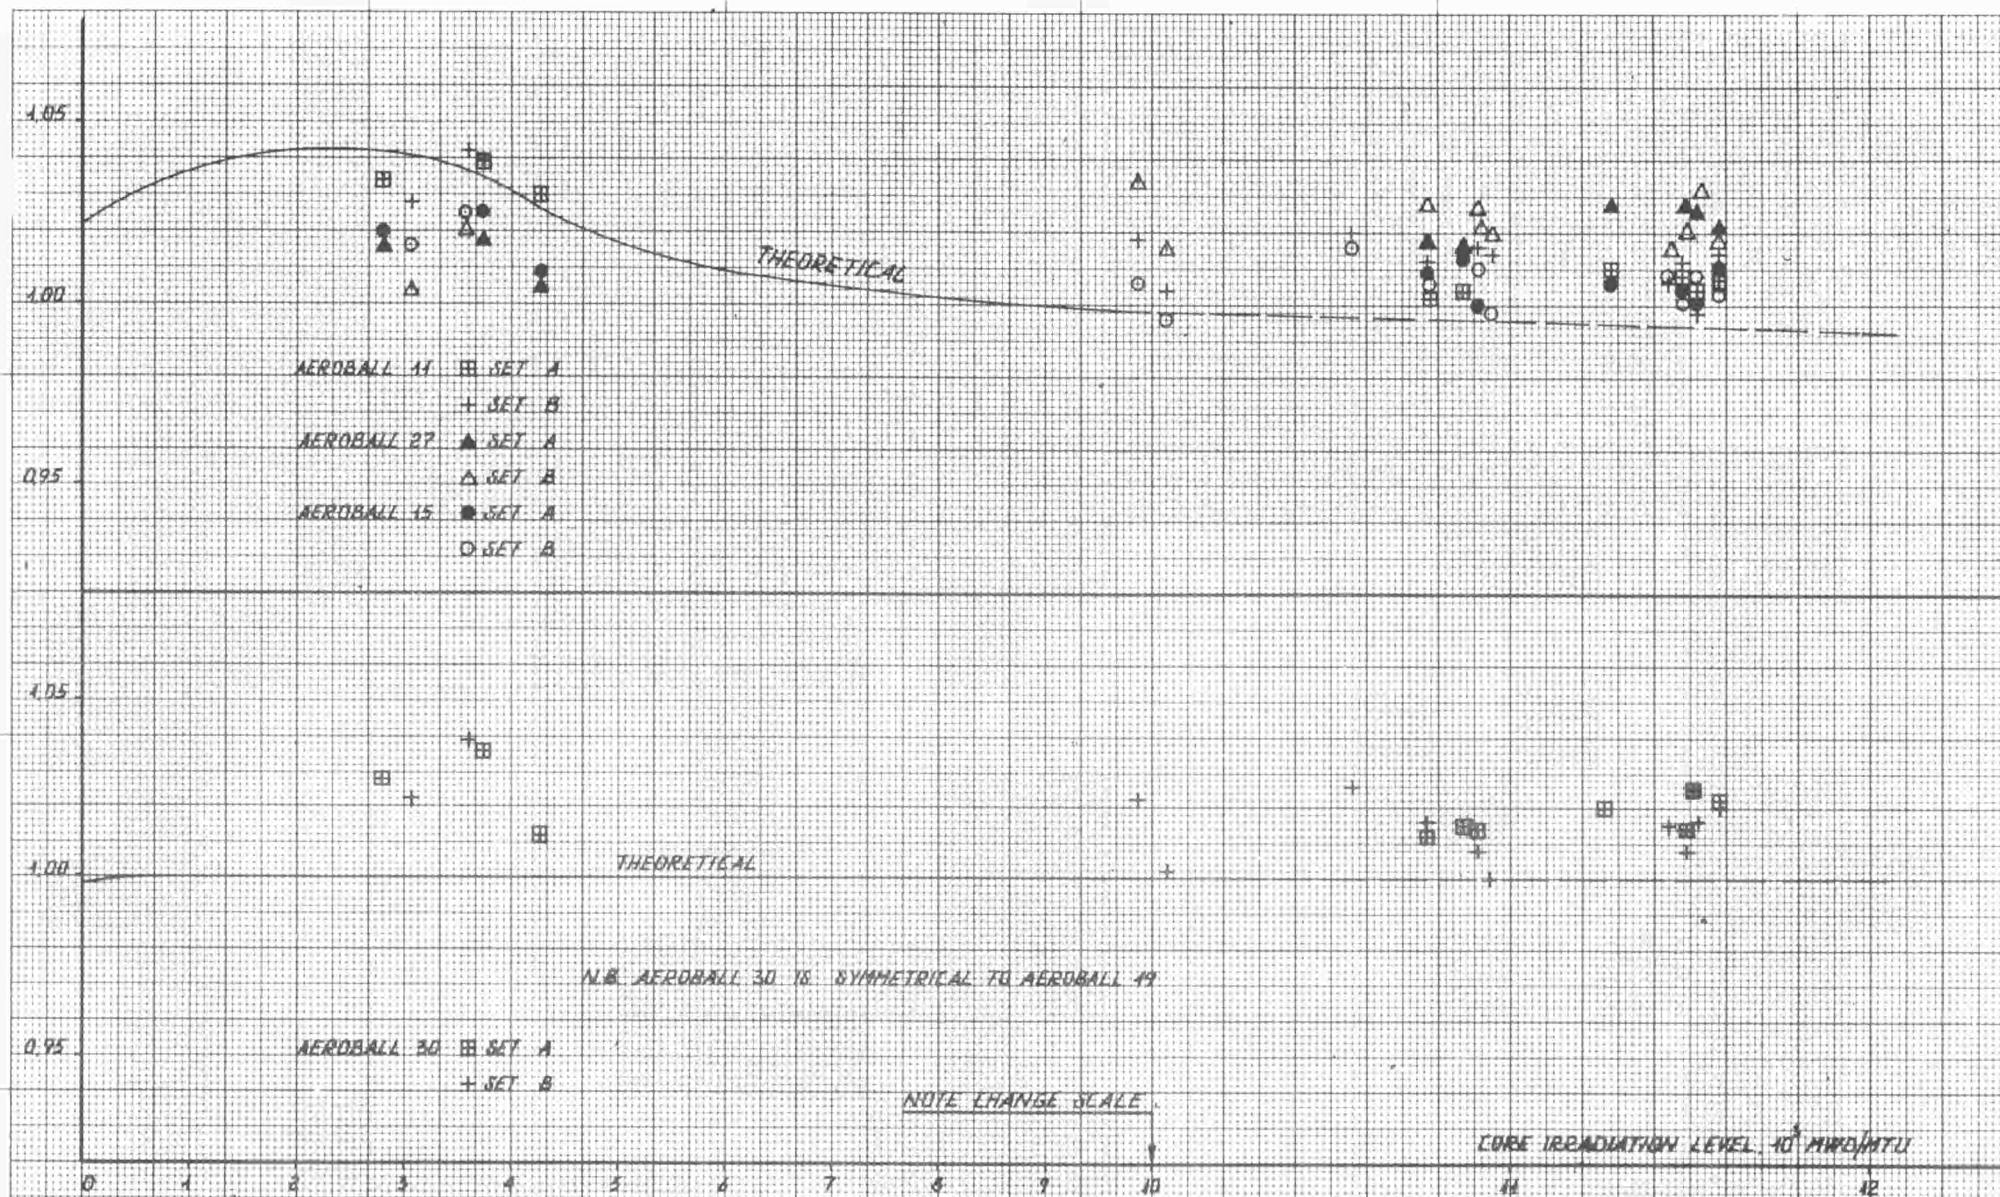 1,05
THEORETICAL
1.00
AEROBALL 11 SET A
+ SET B
AEROBALL 27 ▲ SET A
△ SET B
0,95
AEROBALL 15 ● SET A
○ SET B
1,05
THEORETICAL
1,00
N.B. AEROBALL 30 IS SYMMETRICAL TO AEROBALL 19
0,95
AEROBALL 30 SET A
+ SET B
NOTE CHANGE SCALE
CORE IRRADIATION LEVEL, 10³ MWD/MTU
0 1 2 3 4 5 6 7 8 9 10 11 12